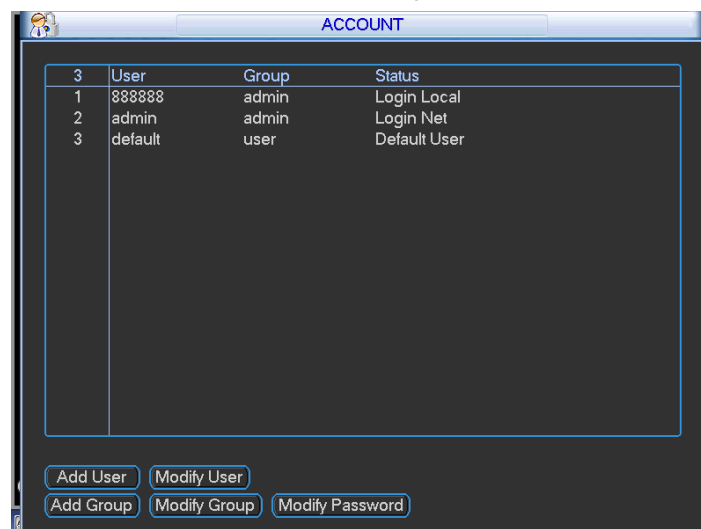 ACCOUNT
3 User Group Status
1 888888 admin Login Local
2 admin admin Login Net
3 default user Default User
Add User Modify User
Add Group Modify Group Modify Password